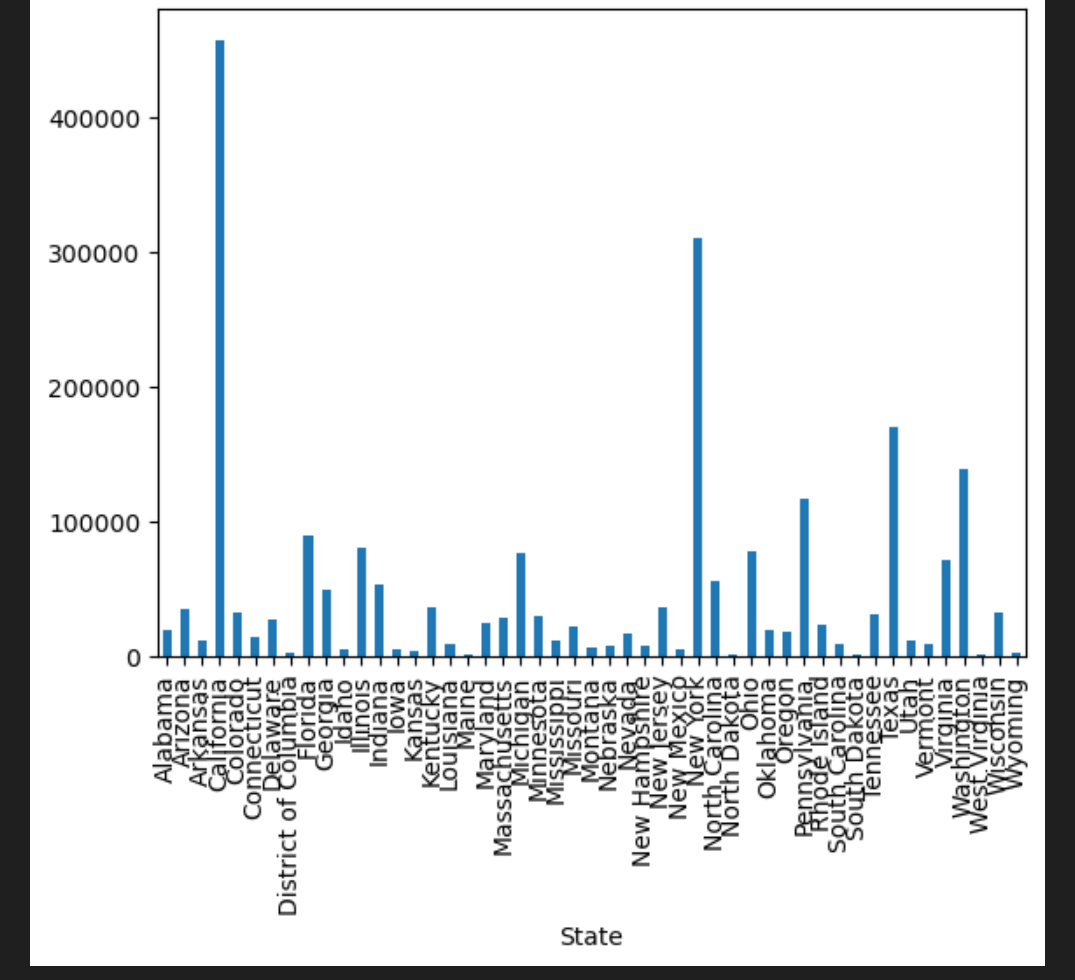 400000
300000
200000
100000
0
Alabama
Arizona
Arkansas
California
Colorado
Connecticut
Delaware
District of Columbia
Florida
Georgia
Idaho
Illinois
Indiana
Iowa
Kansas
Kentucky
Louisiana
Maine
Maryland
Massachusetts
Michigan
Minnesota
Mississippi
Missouri
Montana
Nebraska
Nevada
New Hampshire
New Jersey
New Mexico
New York
North Carolina
North Dakota
Ohio
Oklahoma
Oregon
Pennsylvania
Rhode Island
South Carolina
South Dakota
Tennessee
Texas
Utah
Vermont
Virginia
Washington
West Virginia
Wisconsin
Wyoming
State